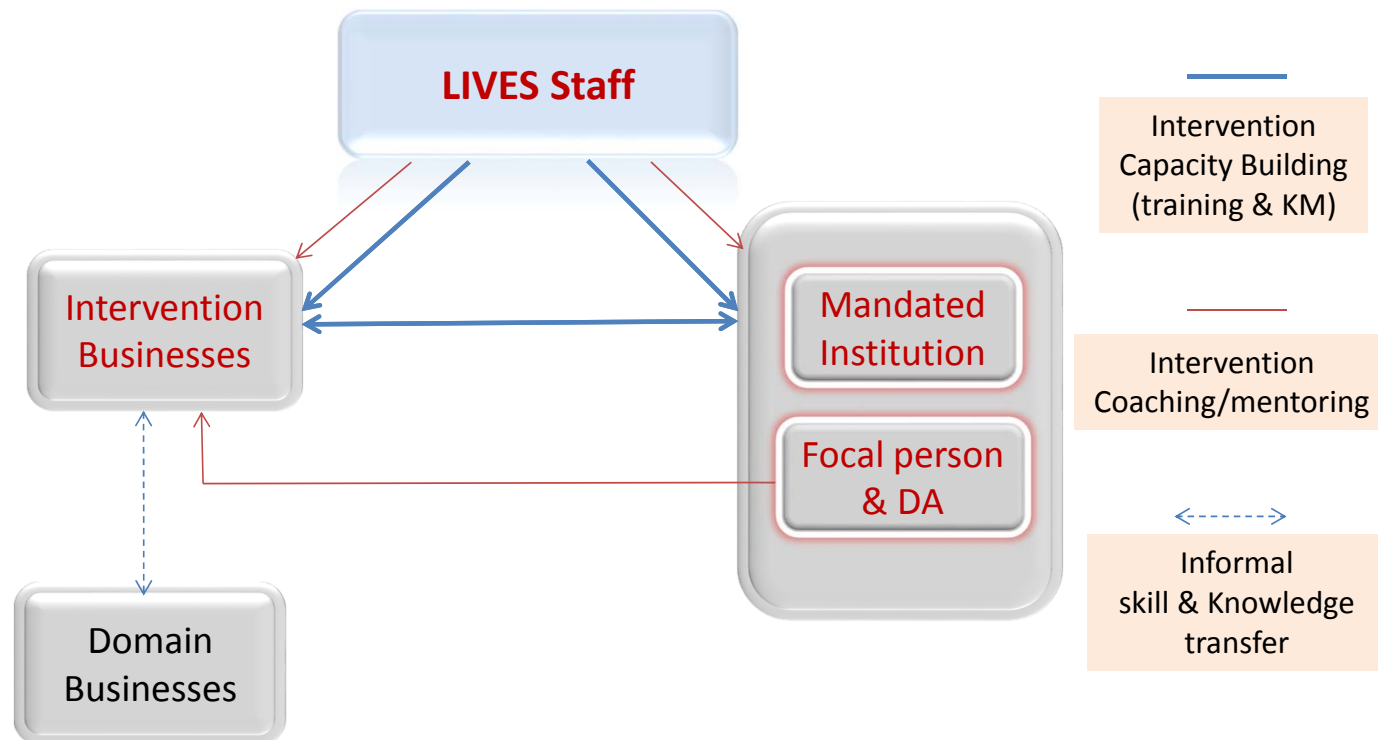 LIVES Staff
Intervention
Businesses
Domain
Businesses
Mandated
Institution
Focal person
& DA
Intervention
Capacity Building
(training & KM)
Intervention
Coaching/mentoring
Informal
skill & Knowledge
transfer